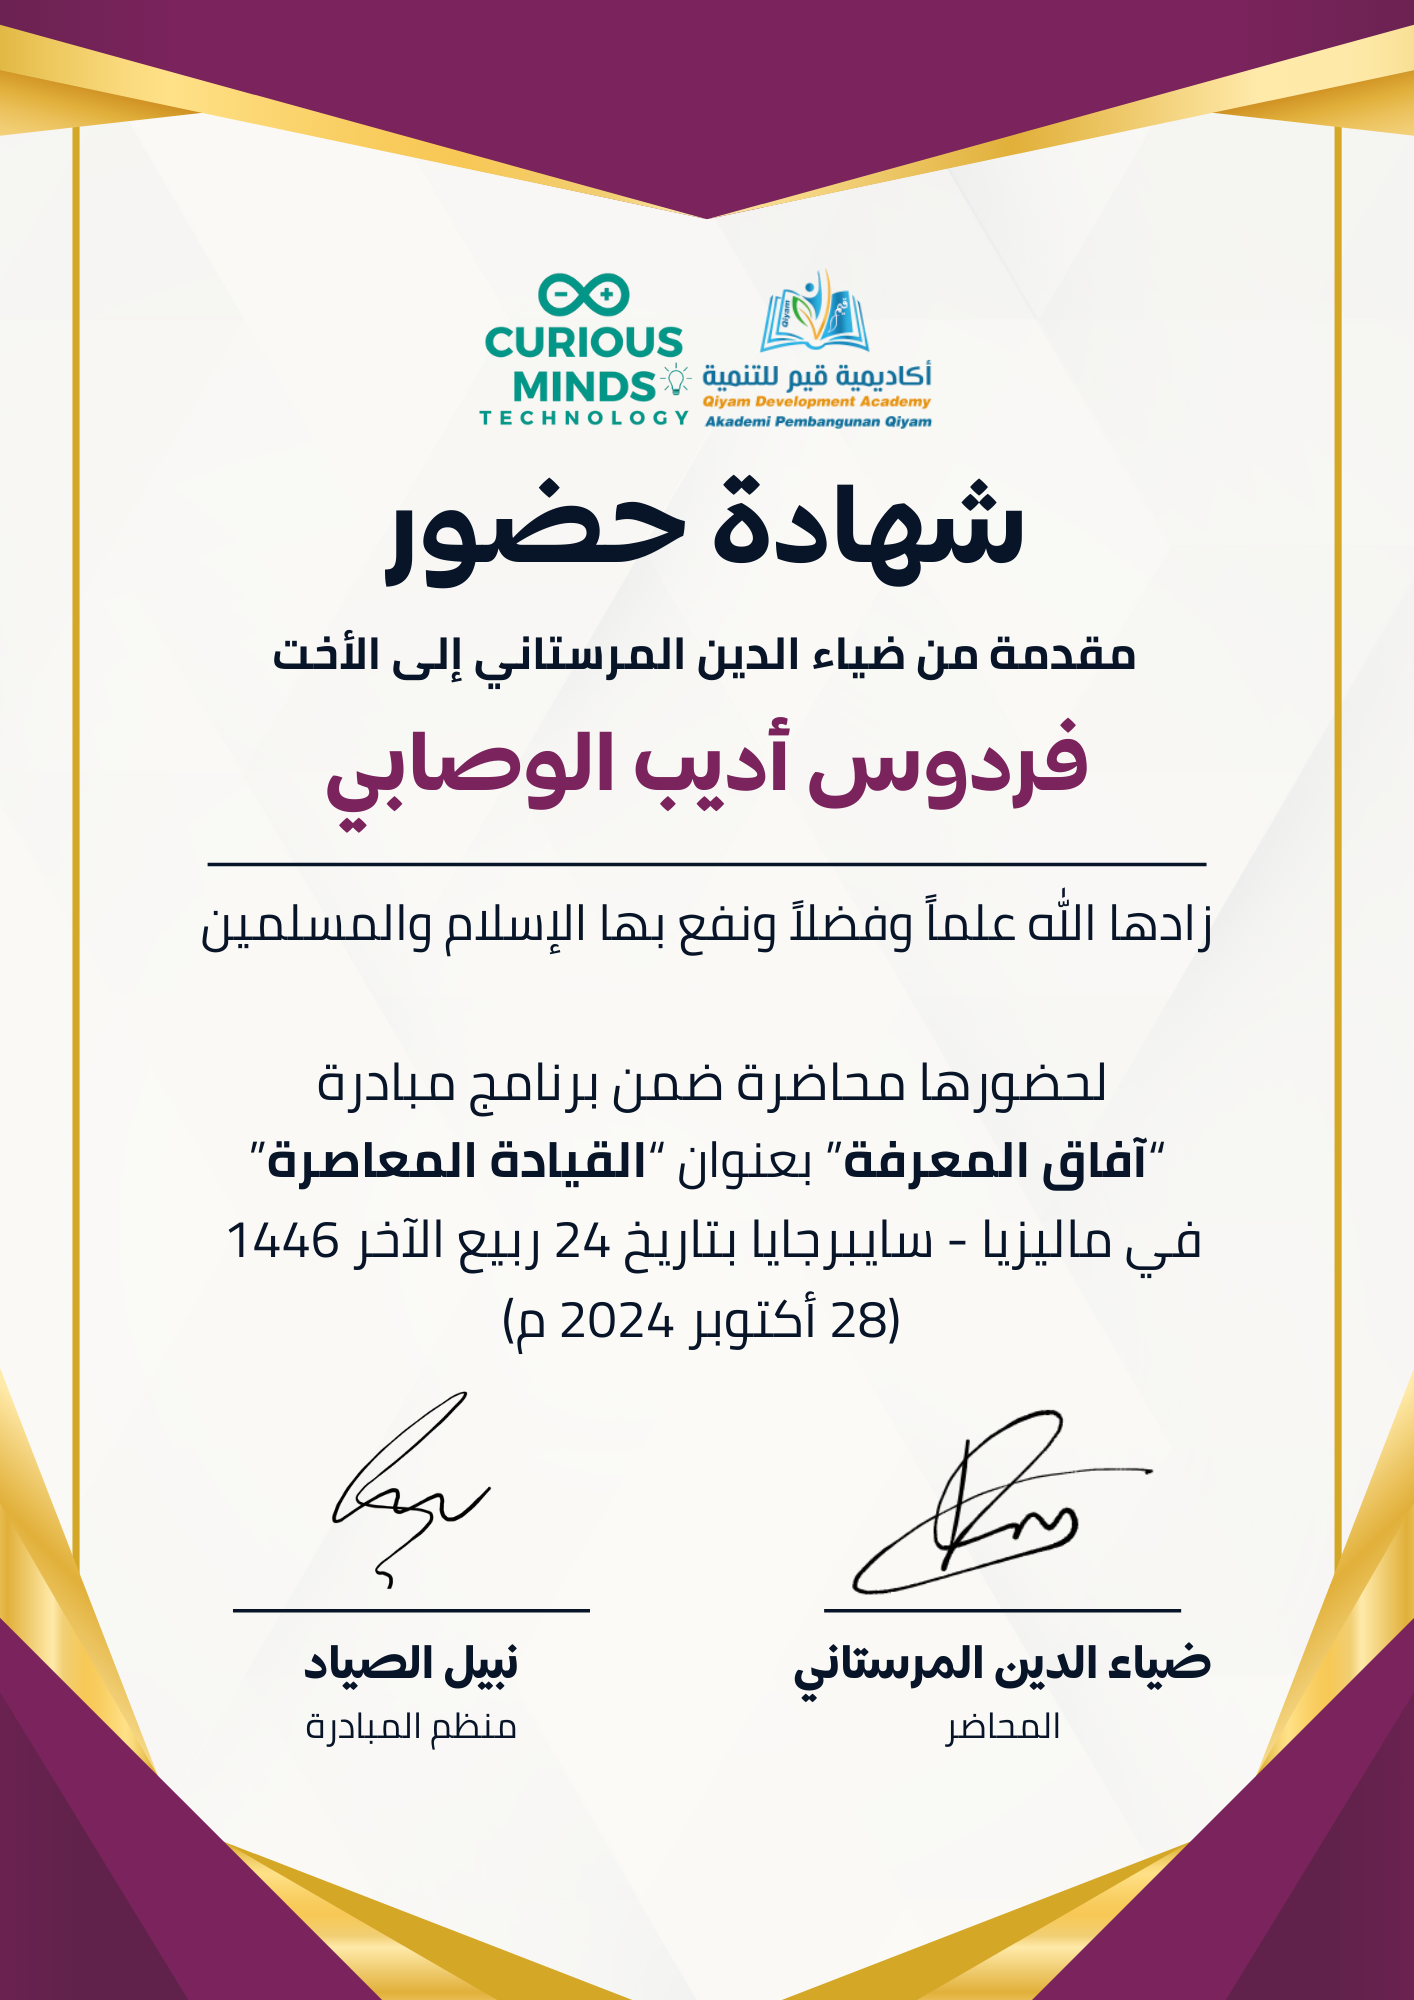 CURIOUS
MINDS
TECHNOLOGY
Qiyam
قيم
أكاديمية قيم للتنمية
Qiyam Development Academy
Akademi Pembangunan Qiyam
شهادة حضور
مقدمة من ضياء الدين المرستاني إلى الأخت
فردوس أديب الوصابي
زادها الله علماً وفضلاً ونفع بها الإسلام والمسلمين
لحضورها محاضرة ضمن برنامج مبادرة
“آفاق المعرفة” بعنوان “القيادة المعاصرة”
في ماليزيا - سايبرجايا بتاريخ 24 ربيع الآخر 1446
(28 أكتوبر 2024 م)
ضياء الدين المرستاني
المحاضر
نبيل الصياد
منظم المبادرة